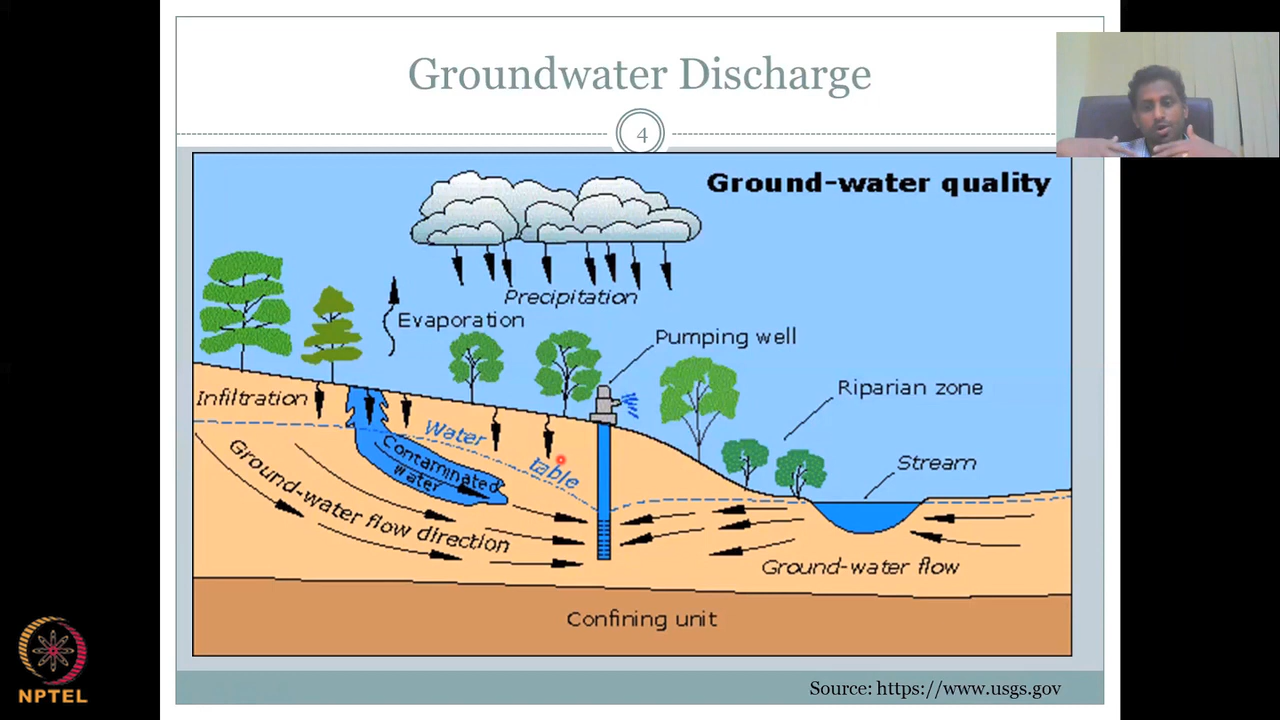 Groundwater Discharge
4
Ground-water quality
Precipitation
Evaporation
Pumping well
Riparian zone
Infiltration
Water
table
Stream
Contaminated
water
Ground-water flow direction
Ground-water flow
Confining unit
Source: https://www.usgs.gov
NPTEL